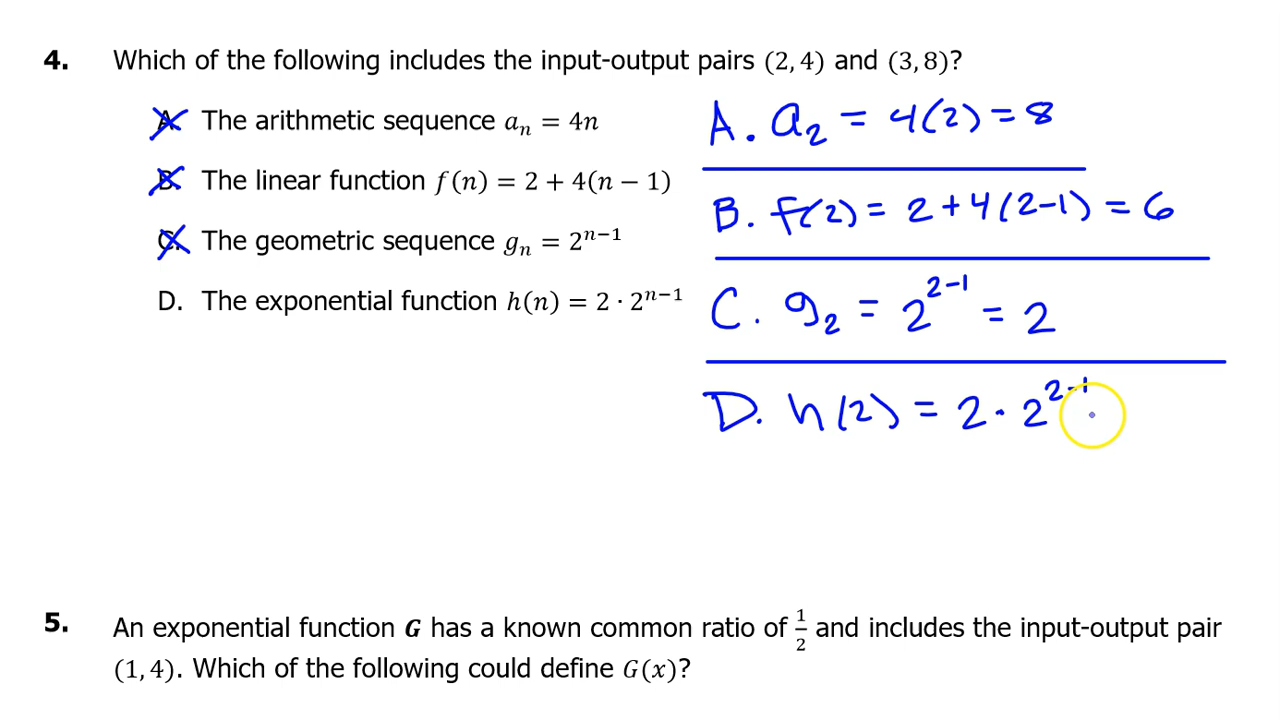 4. Which of the following includes the input-output pairs (2, 4) and (3, 8)?
A. The arithmetic sequence aₙ = 4n
B. The linear function f(n) = 2 + 4(n − 1)
C. The geometric sequence gₙ = 2ⁿ⁻¹
D. The exponential function h(n) = 2 · 2ⁿ⁻¹
A. a₂ = 4(2) = 8
B. f(2) = 2 + 4(2-1) = 6
C. g₂ = 2²⁻¹ = 2
D. h(2) = 2 · 2²⁻¹
5. An exponential function G has a known common ratio of 1/2 and includes the input-output pair
(1, 4). Which of the following could define G(x)?